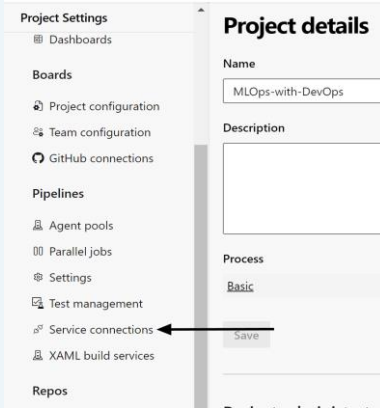 Project Settings
Dashboards
Boards
Project configuration
Team configuration
GitHub connections
Pipelines
Agent pools
Parallel jobs
Settings
Test management
Service connections
XAML build services
Repos
Project details
Name
MLOps-with-DevOps
Description
Process
Basic
Save